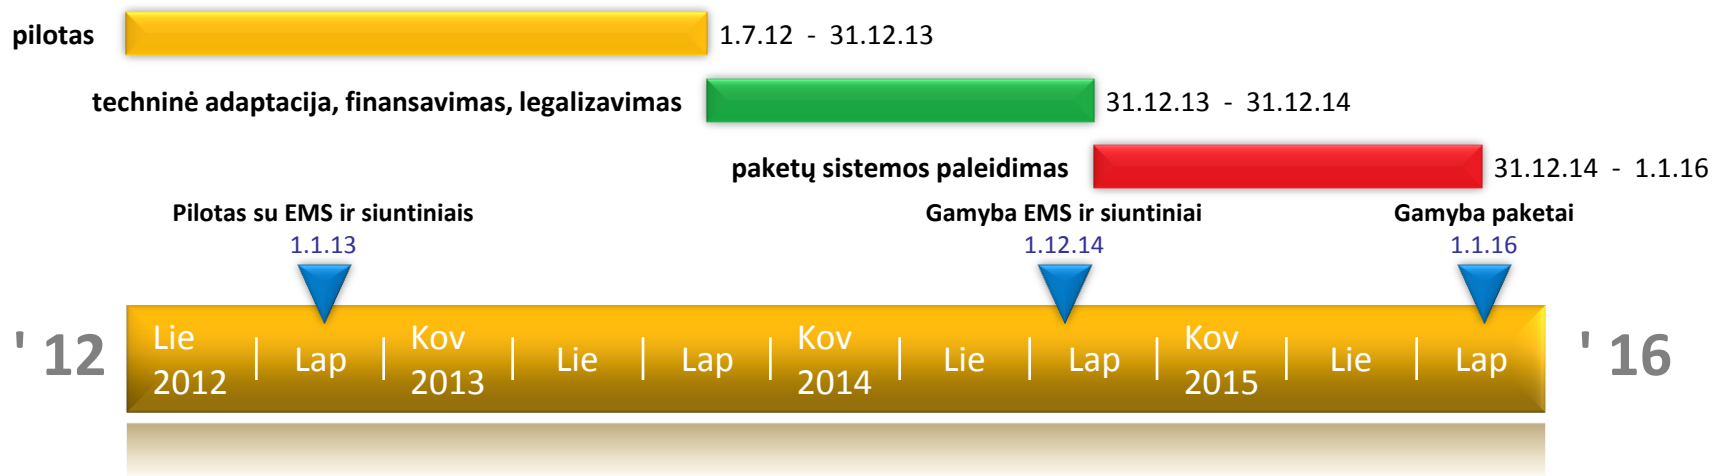 pilotas
1.7.12 - 31.12.13
techninė adaptacija, finansavimas, legalizavimas
31.12.13 - 31.12.14
paketų sistemos paleidimas
31.12.14 - 1.1.16
Pilotas su EMS ir siuntiniais
1.1.13
Gamyba EMS ir siuntiniai
1.12.14
Gamyba paketai
1.1.16
' 12
Lie
2012
Lap
Kov
2013
Lie
Lap
Kov
2014
Lie
Lap
Kov
2015
Lie
Lap
' 16